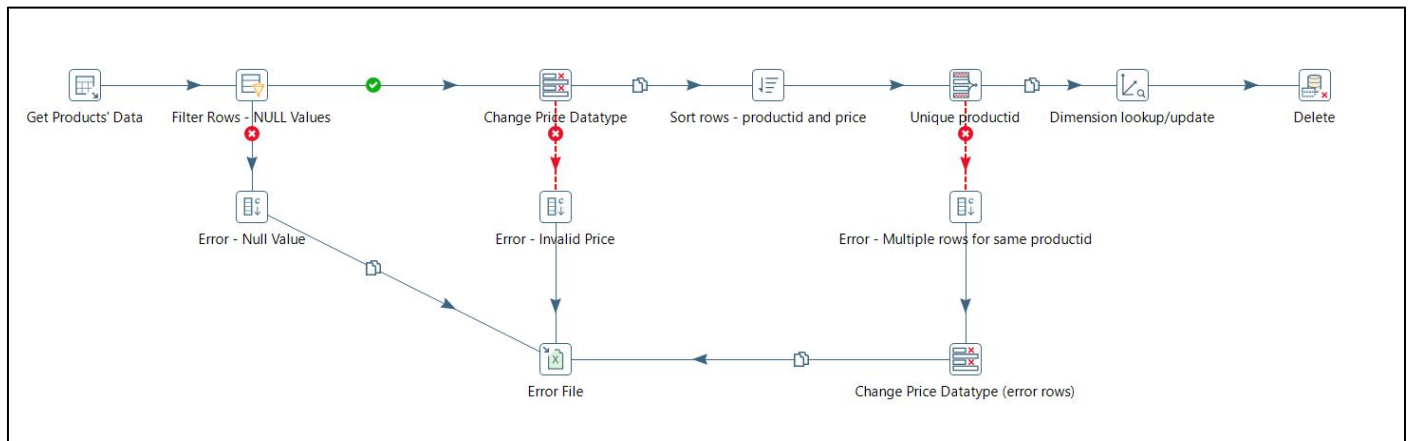 Get Products' Data
Filter Rows - NULL Values
Change Price Datatype
Sort rows - productid and price
Unique productid
Dimension lookup/update
Delete
Error - Null Value
Error - Invalid Price
Error - Multiple rows for same productid
Error File
Change Price Datatype (error rows)